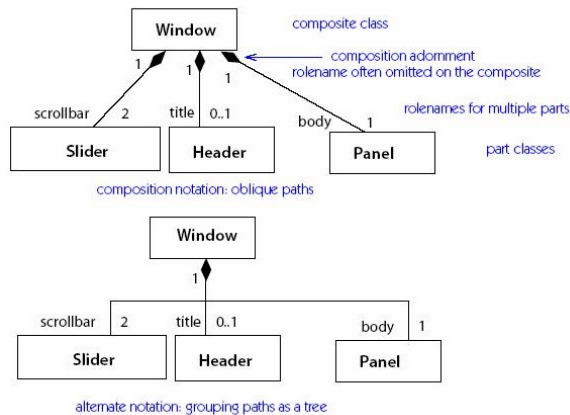 Window
composite class
1
1
1
composition adornment
rolename often omitted on the composite
scrollbar
2
title
0..1
body
1
rolenames for multiple parts
Slider
Header
Panel
part classes
composition notation: oblique paths
Window
1
scrollbar
2
title
0..1
body
1
Slider
Header
Panel
alternate notation: grouping paths as a tree